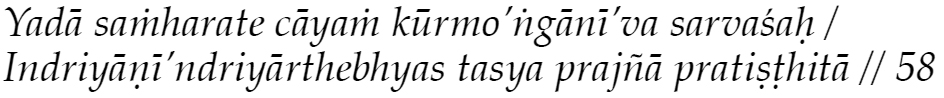 Yadā saṁharate cāyaṁ kūrmo’ṅgānī’va sarvaśaḥ /
Indriyāṇī’ndriyārthebhyas tasya prajñā pratiṣṭhitā // 58